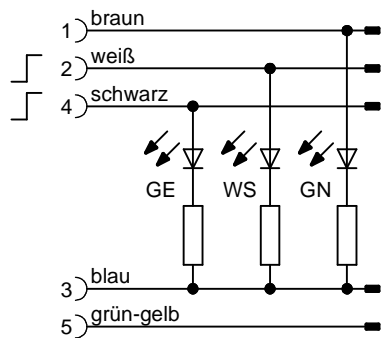 1 braun
2 weiß
4 schwarz
GE WS GN
3 blau
5 grün-gelb